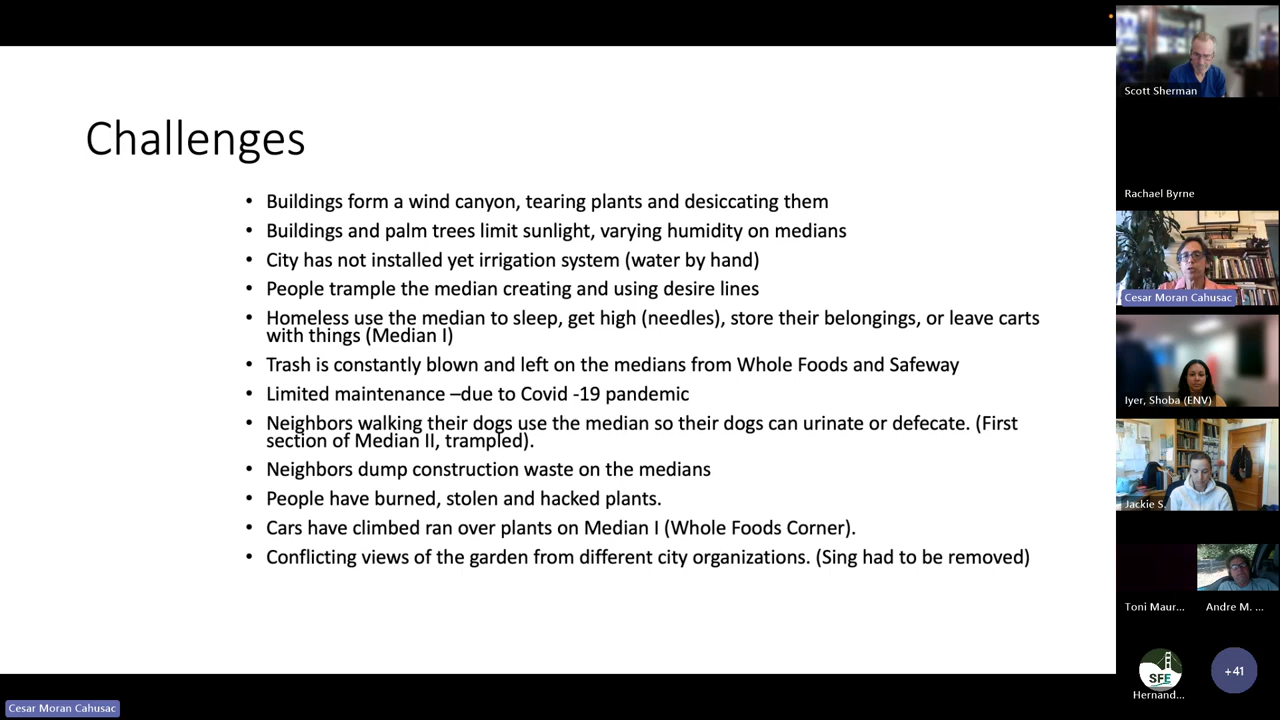 Challenges
• Buildings form a wind canyon, tearing plants and desiccating them
• Buildings and palm trees limit sunlight, varying humidity on medians
• City has not installed yet irrigation system (water by hand)
• People trample the median creating and using desire lines
• Homeless use the median to sleep, get high (needles), store their belongings, or leave carts
with things (Median I)
• Trash is constantly blown and left on the medians from Whole Foods and Safeway
• Limited maintenance –due to Covid -19 pandemic
• Neighbors walking their dogs use the median so their dogs can urinate or defecate. (First
section of Median II, trampled).
• Neighbors dump construction waste on the medians
• People have burned, stolen and hacked plants.
• Cars have climbed ran over plants on Median I (Whole Foods Corner).
• Conflicting views of the garden from different city organizations. (Sing had to be removed)
Scott Sherman
Rachael Byrne
Cesar Moran Cahusac
Iyer, Shoba (ENV)
Jackie S.
Toni Maur...
Andre M. ...
SFE
Hernand...
+41
Cesar Moran Cahusac